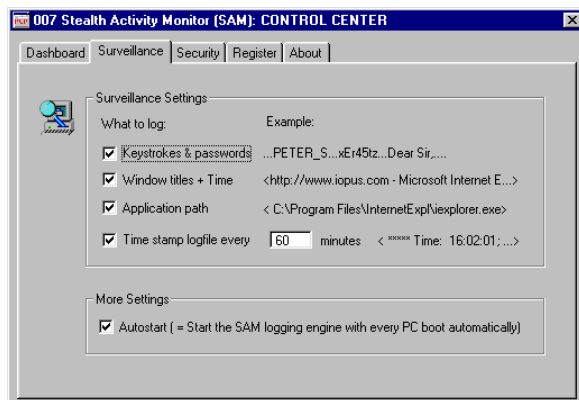 007 Stealth Activity Monitor (SAM): CONTROL CENTER
Dashboard Surveillance Security Register About
Surveillance Settings
What to log: Example:
Keystrokes & passwords ...PETER_S...xEr45tz...Dear Sir,....
Window titles + Time <http://www.iopus.com - Microsoft Internet E...>
Application path < C:\Program Files\InternetExpl\iexplorer.exe>
Time stamp logfile every 60 minutes < ***** Time: 16:02:01; ...>
More Settings
Autostart ( = Start the SAM logging engine with every PC boot automatically)